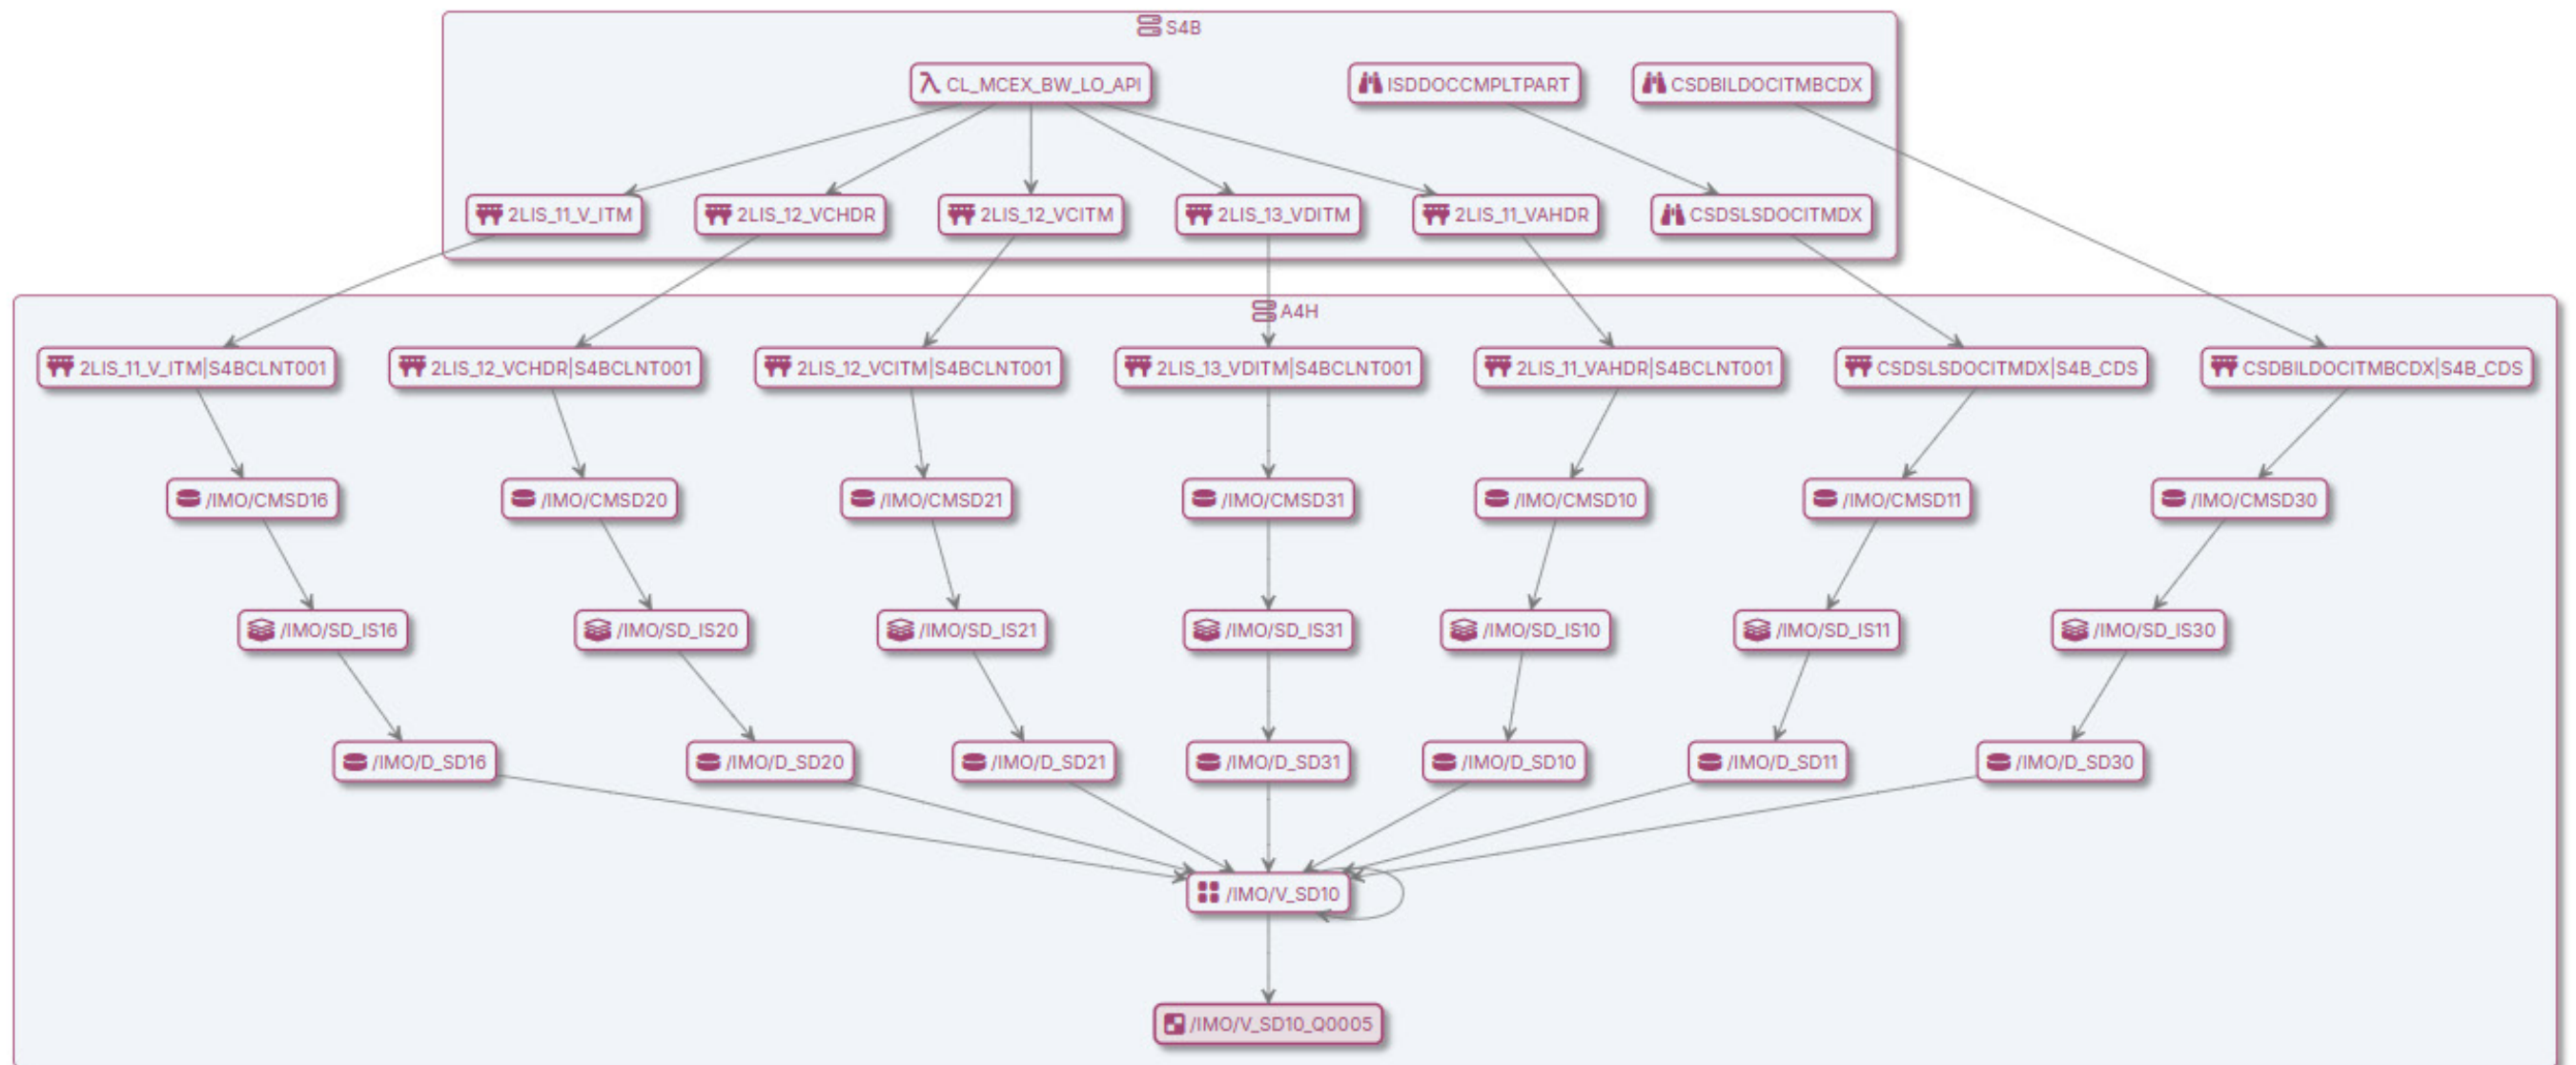 S4B
CL_MCEX_BW_LO_API
ISDDOCCMPLTPART
CSDBILDOCITMBCDX
2LIS_11_V_ITM
2LIS_12_VCHDR
2LIS_12_VCITM
2LIS_13_VDITM
2LIS_11_VAHDR
CSDSLSDOCITMDX
A4H
2LIS_11_V_ITM|S4BCLNT001
2LIS_12_VCHDR|S4BCLNT001
2LIS_12_VCITM|S4BCLNT001
2LIS_13_VDITM|S4BCLNT001
2LIS_11_VAHDR|S4BCLNT001
CSDSLSDOCITMDX|S4B_CDS
CSDBILDOCITMBCDX|S4B_CDS
/IMO/CMSD16
/IMO/CMSD20
/IMO/CMSD21
/IMO/CMSD31
/IMO/CMSD10
/IMO/CMSD11
/IMO/CMSD30
/IMO/SD_IS16
/IMO/SD_IS20
/IMO/SD_IS21
/IMO/SD_IS31
/IMO/SD_IS10
/IMO/SD_IS11
/IMO/SD_IS30
/IMO/D_SD16
/IMO/D_SD20
/IMO/D_SD21
/IMO/D_SD31
/IMO/D_SD10
/IMO/D_SD11
/IMO/D_SD30
/IMO/V_SD10
/IMO/V_SD10_Q0005